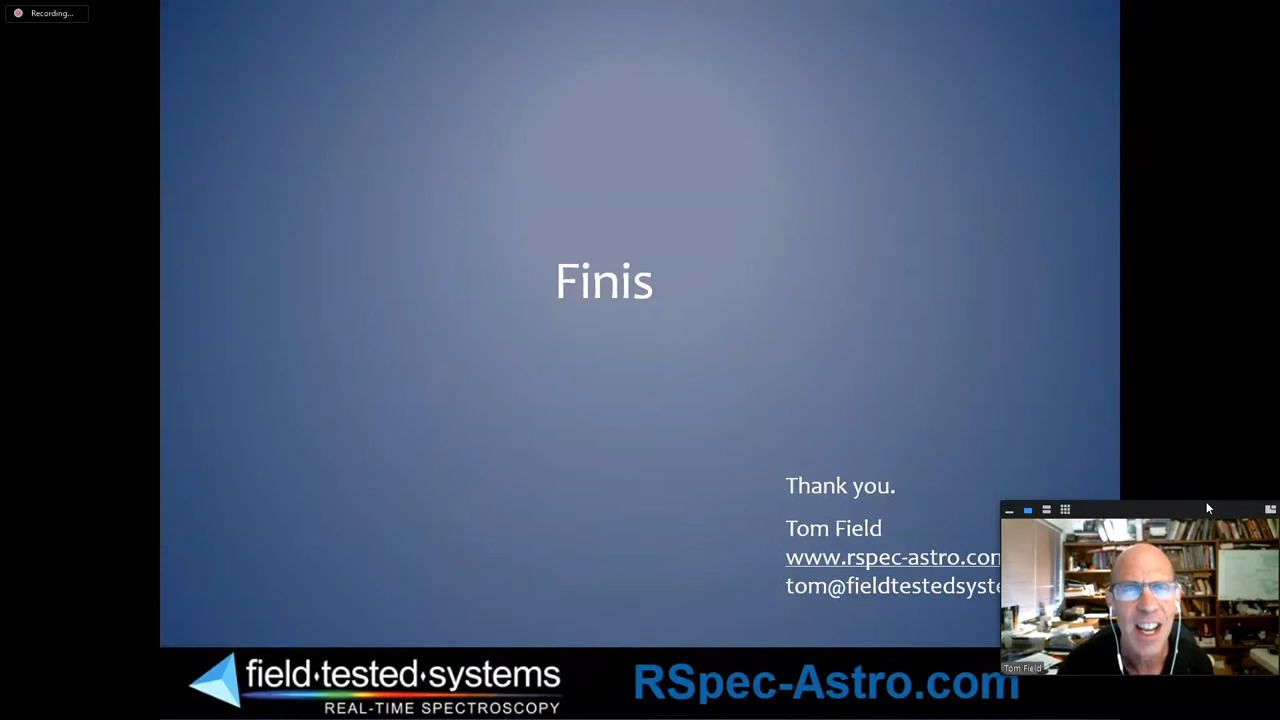 Recording...
Finis
Thank you.
Tom Field
www.rspec-astro.com
tom@fieldtestedsyste
Tom Field
field·tested·systems
REAL-TIME SPECTROSCOPY
RSpec-Astro.com